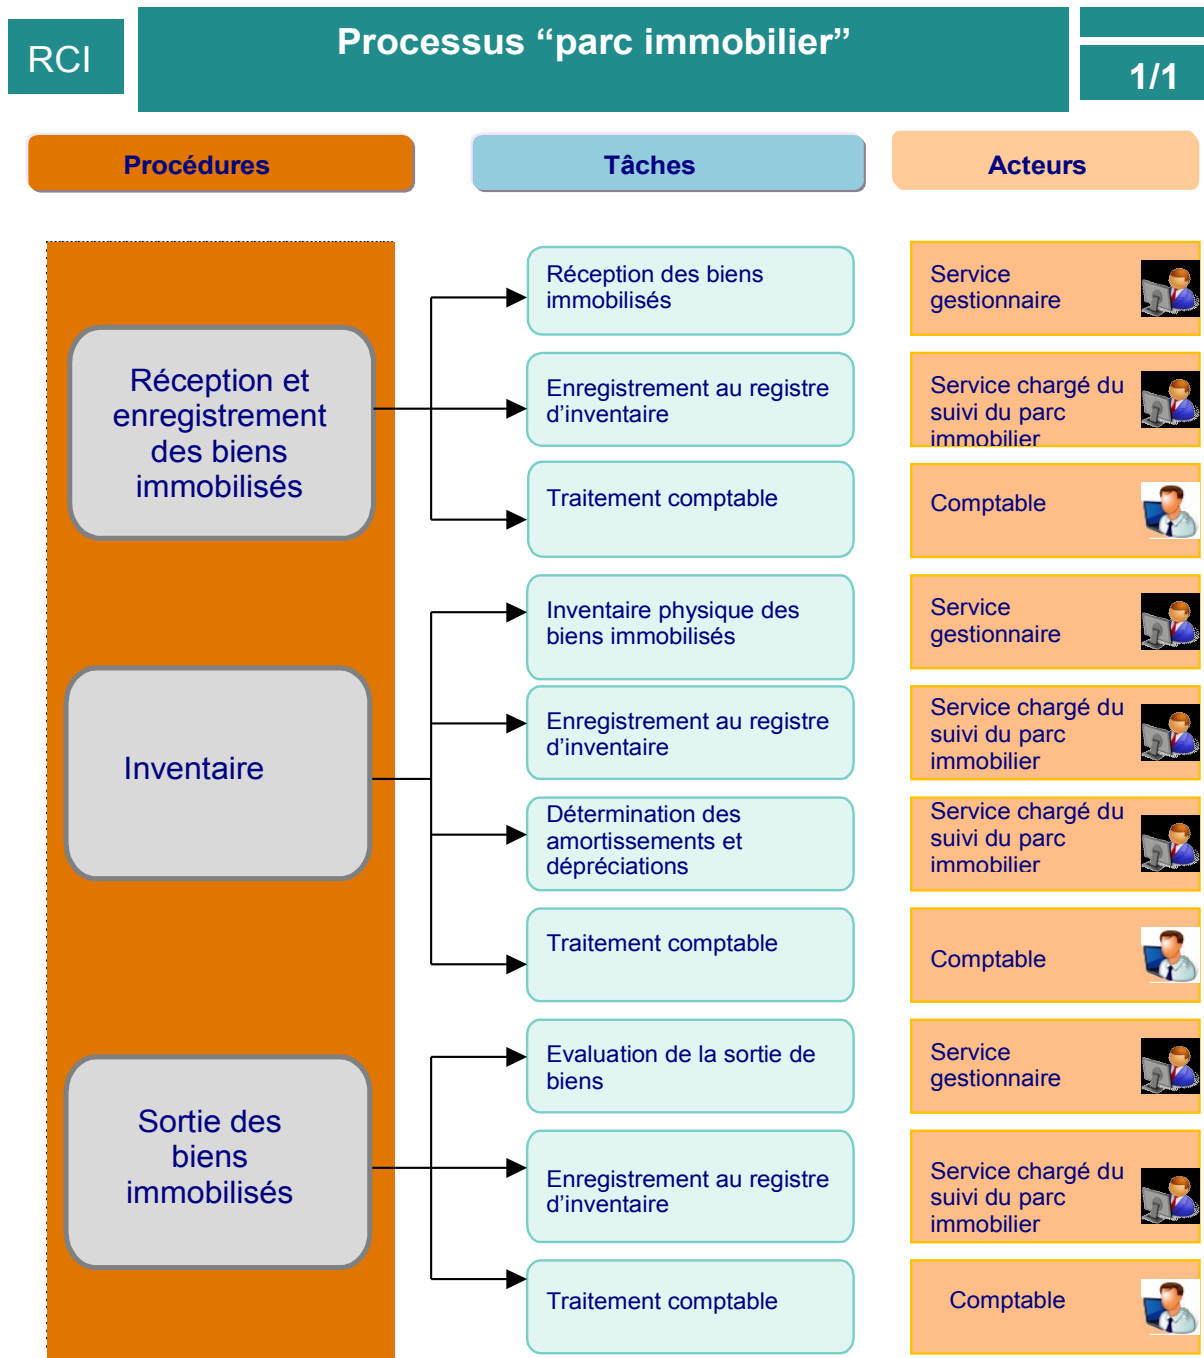 RCI
Processus “parc immobilier”
1/1
Procédures
Tâches
Acteurs
Réception et
enregistrement
des biens
immobilisés
Réception des biens
immobilisés
Service
gestionnaire
Enregistrement au registre
d’inventaire
Service chargé du
suivi du parc
immobilier
Traitement comptable
Comptable
Inventaire
Inventaire physique des
biens immobilisés
Service
gestionnaire
Enregistrement au registre
d’inventaire
Service chargé du
suivi du parc
immobilier
Détermination des
amortissements et
dépréciations
Service chargé du
suivi du parc
immobilier
Traitement comptable
Comptable
Sortie des
biens
immobilisés
Evaluation de la sortie de
biens
Service
gestionnaire
Enregistrement au registre
d’inventaire
Service chargé du
suivi du parc
immobilier
Traitement comptable
Comptable